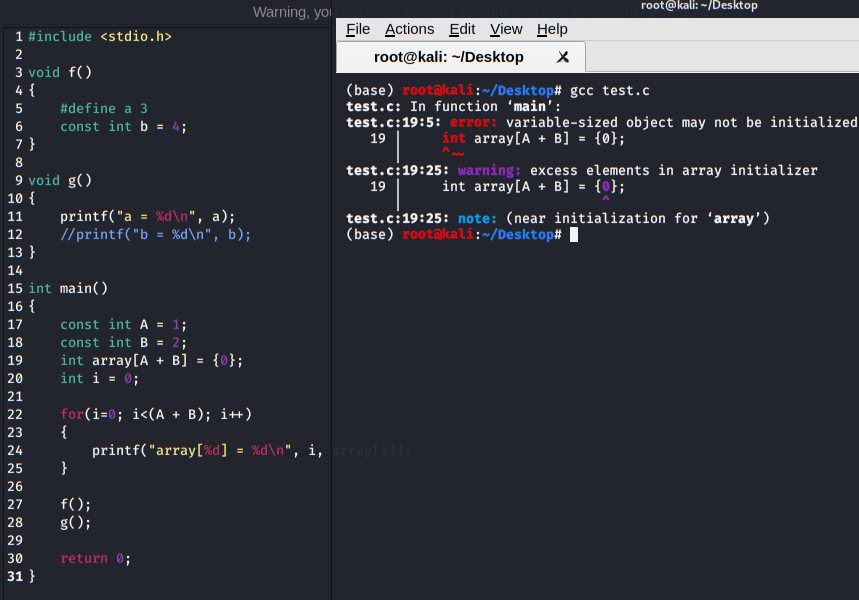 Warning, you
1 #include <stdio.h>
2
3 void f()
4 {
5 #define a 3
6 const int b = 4;
7 }
8
9 void g()
10 {
11 printf("a = %d\n", a);
12 //printf("b = %d\n", b);
13 }
14
15 int main()
16 {
17 const int A = 1;
18 const int B = 2;
19 int array[A + B] = {0};
20 int i = 0;
21
22 for(i=0; i<(A + B); i++)
23 {
24 printf("array[%d] = %d\n", i, array[i]);
25 }
26
27 f();
28 g();
29
30 return 0;
31 }
root@kali: ~/Desktop
File Actions Edit View Help
root@kali: ~/Desktop
(base) root@kali:~/Desktop# gcc test.c
test.c: In function ‘main’:
test.c:19:5: error: variable-sized object may not be initialized
19 | int array[A + B] = {0};
| ^~~
test.c:19:25: warning: excess elements in array initializer
19 | int array[A + B] = {0};
| ^
test.c:19:25: note: (near initialization for ‘array’)
(base) root@kali:~/Desktop#